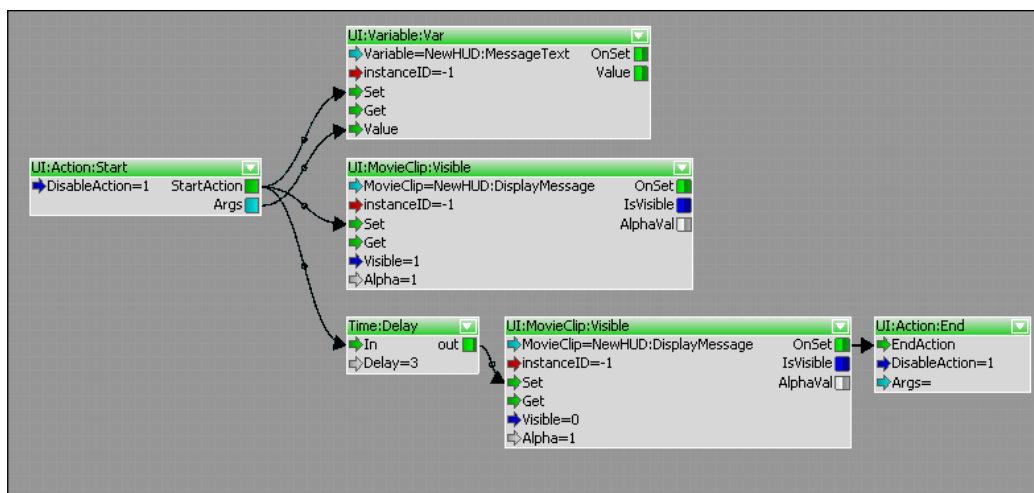 UI:Variable:Var
Variable=NewHUD:MessageText OnSet
instanceID=-1 Value
Set
Get
Value
UI:Action:Start
DisableAction=1 StartAction
Args
UI:MovieClip:Visible
MovieClip=NewHUD:DisplayMessage OnSet
instanceID=-1 IsVisible
Set AlphaVal
Get
Visible=1
Alpha=1
Time:Delay
In out
Delay=3
UI:MovieClip:Visible
MovieClip=NewHUD:DisplayMessage OnSet
instanceID=-1 IsVisible
Set AlphaVal
Get
Visible=0
Alpha=1
UI:Action:End
EndAction
DisableAction=1
Args=